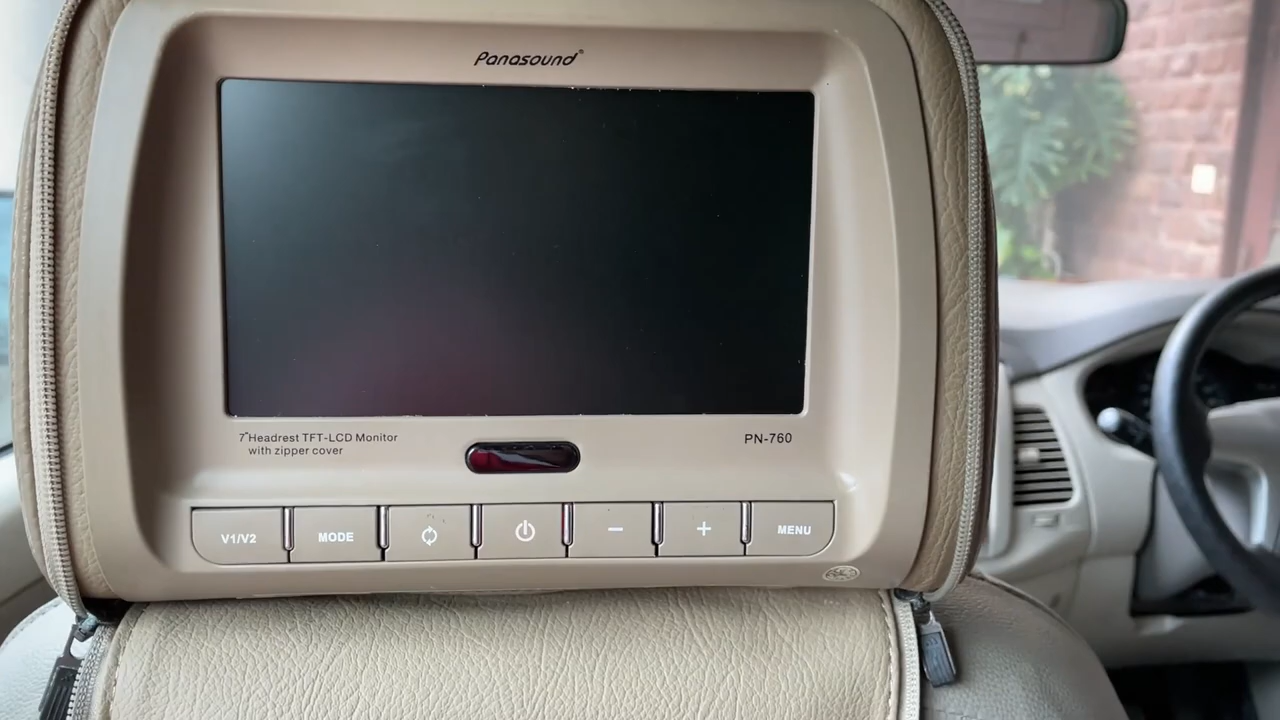 Panasound®
7" Headrest TFT-LCD Monitor
with zipper cover
PN-760
V1/V2
MODE
MENU